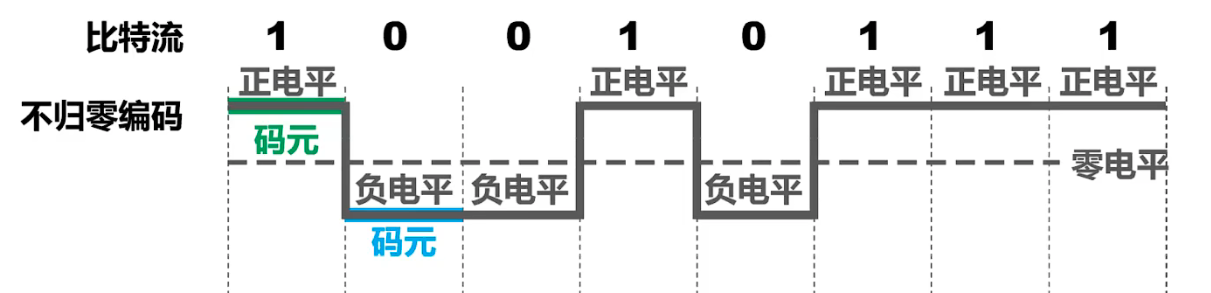 比特流 1 0 0 1 0 1 1 1
正电平 正电平 正电平 正电平 正电平
不归零编码
码元
零电平
负电平 负电平 负电平
码元